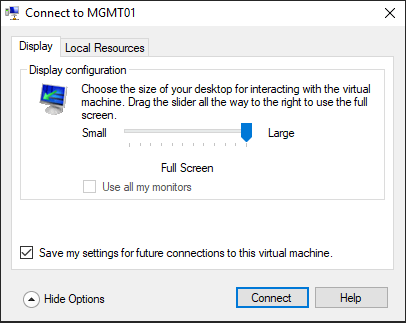 Connect to MGMT01
Display
Local Resources
Display configuration
Choose the size of your desktop for interacting with the virtual
machine. Drag the slider all the way to the right to use the full
screen.
Small
Large
Full Screen
Use all my monitors
Save my settings for future connections to this virtual machine.
Hide Options
Connect
Help